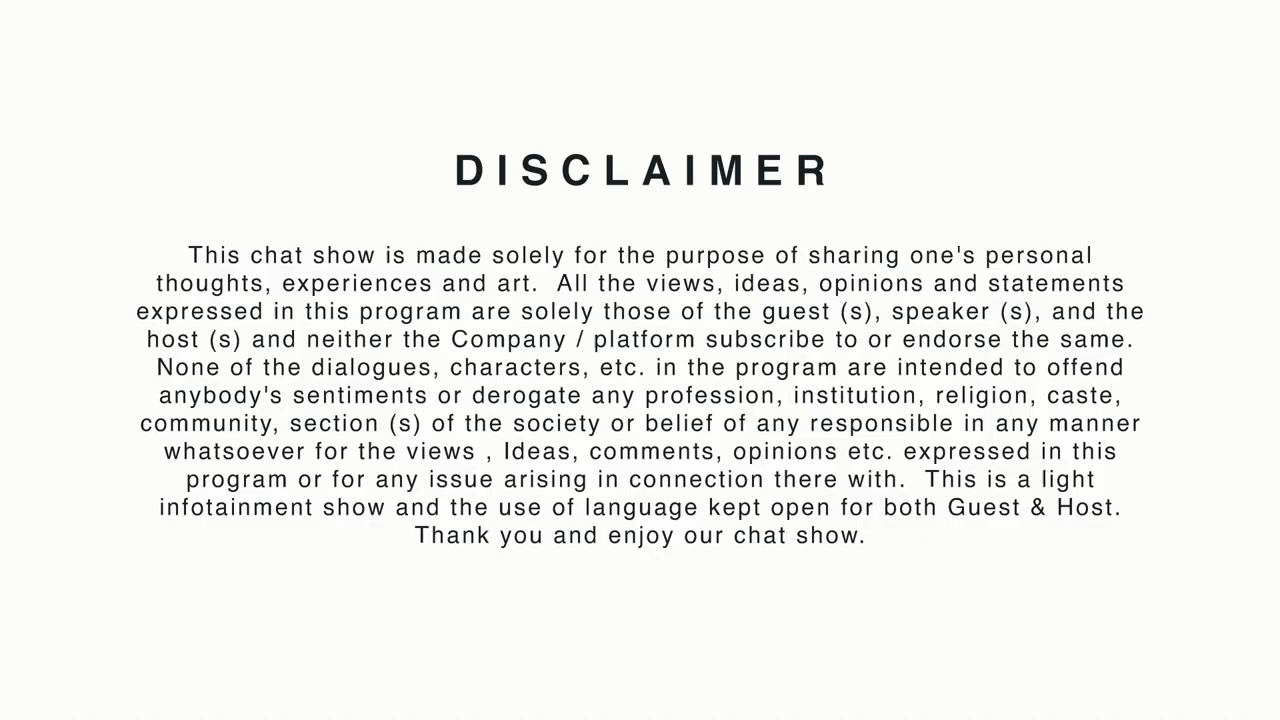 DISCLAIMER
This chat show is made solely for the purpose of sharing one's personal
thoughts, experiences and art.  All the views, ideas, opinions and statements
expressed in this program are solely those of the guest (s), speaker (s), and the
host (s) and neither the Company / platform subscribe to or endorse the same.
None of the dialogues, characters, etc. in the program are intended to offend
anybody's sentiments or derogate any profession, institution, religion, caste,
community, section (s) of the society or belief of any responsible in any manner
whatsoever for the views , Ideas, comments, opinions etc. expressed in this
program or for any issue arising in connection there with.  This is a light
infotainment show and the use of language kept open for both Guest & Host.
Thank you and enjoy our chat show.